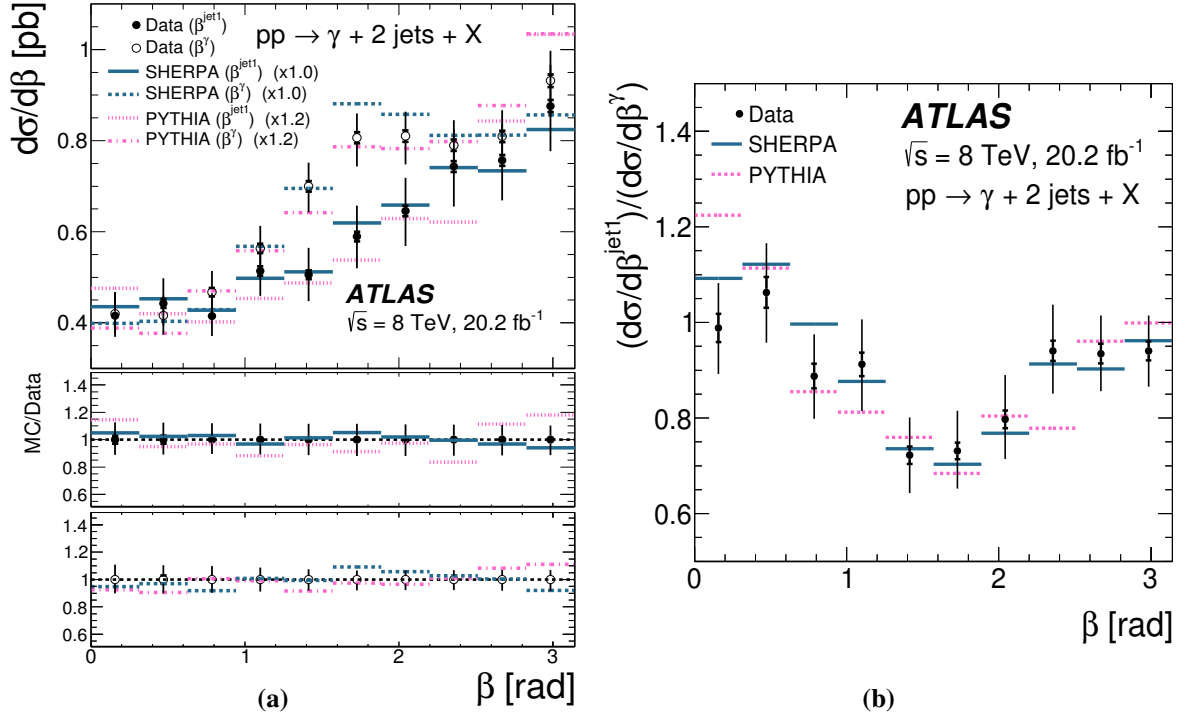 dσ/dβ [pb]
Data (β^jet1)
Data (β^γ)
pp → γ + 2 jets + X
SHERPA (β^jet1) (x1.0)
SHERPA (β^γ) (x1.0)
PYTHIA (β^jet1) (x1.2)
PYTHIA (β^γ) (x1.2)
1
0.8
0.6
0.4
ATLAS
√s = 8 TeV, 20.2 fb⁻¹
MC/Data
1.4
1.2
1
0.8
0.6
1.4
1.2
1
0.8
0.6
0 1 2 3
β [rad]
(a)
(dσ/dβ^jet1)/(dσ/dβ^γ)
1.4
1.2
1
0.8
0.6
Data
SHERPA
PYTHIA
ATLAS
√s = 8 TeV, 20.2 fb⁻¹
pp → γ + 2 jets + X
0 1 2 3
β [rad]
(b)